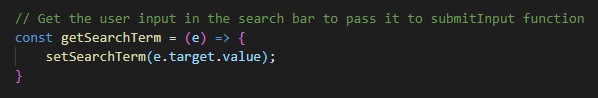 // Get the user input in the search bar to pass it to submitInput function
const getSearchTerm = (e) => {
    setSearchTerm(e.target.value);
}